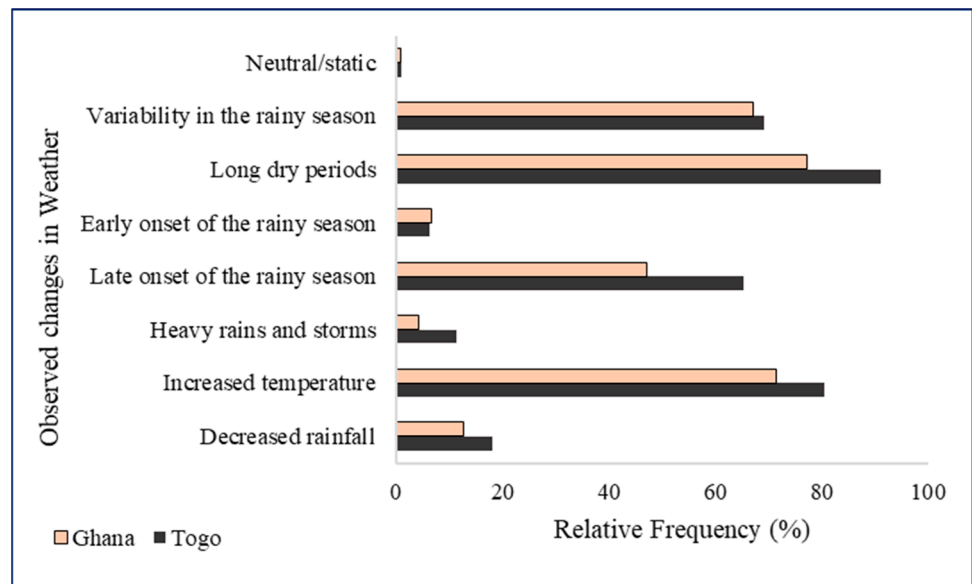 Observed changes in Weather
Neutral/static
Variability in the rainy season
Long dry periods
Early onset of the rainy season
Late onset of the rainy season
Heavy rains and storms
Increased temperature
Decreased rainfall
0 20 40 60 80 100
Relative Frequency (%)
Ghana Togo